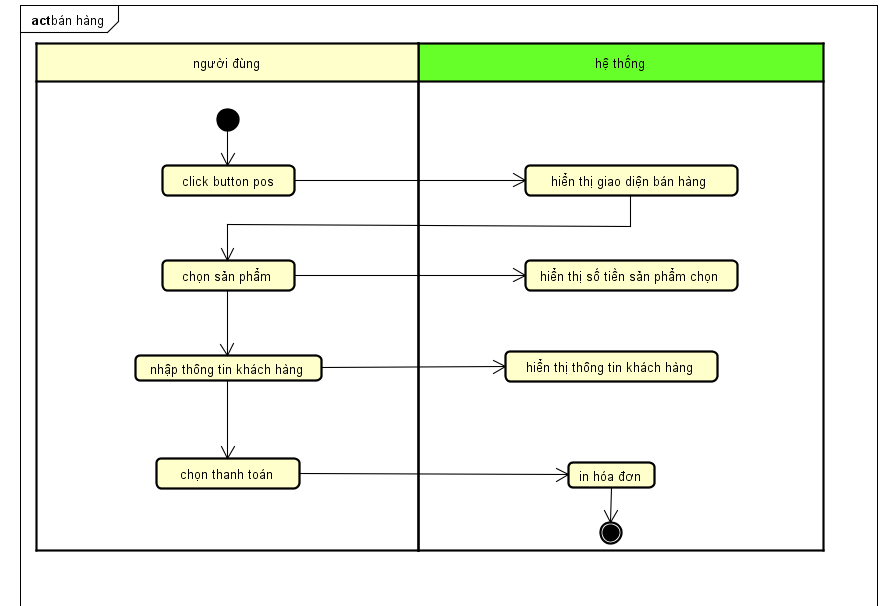 actbán hàng
người đùng
hệ thống
click button pos
hiển thị giao diện bán hàng
chọn sản phẩm
hiển thị số tiền sản phẩm chọn
nhập thông tin khách hàng
hiển thị thông tin khách hàng
chọn thanh toán
in hóa đơn